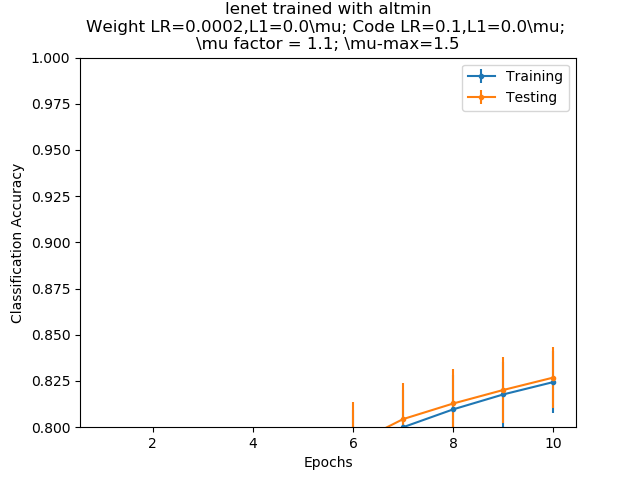 lenet trained with altmin
Weight LR=0.0002,L1=0.0\mu; Code LR=0.1,L1=0.0\mu;
\mu factor = 1.1; \mu-max=1.5
Training
Testing
Classification Accuracy
1.000
0.975
0.950
0.925
0.900
0.875
0.850
0.825
0.800
2
4
6
8
10
Epochs